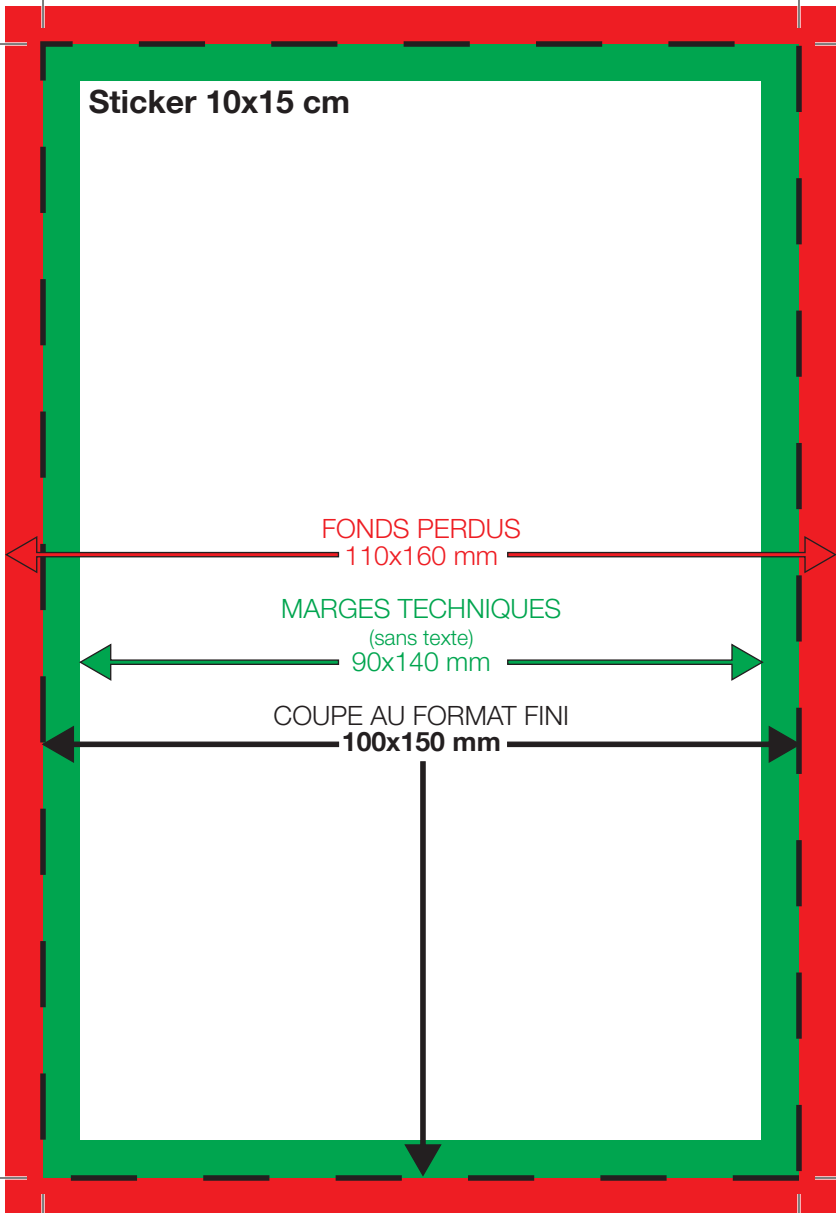 Sticker 10x15 cm
FONDS PERDUS
110x160 mm
MARGES TECHNIQUES
(sans texte)
90x140 mm
COUPE AU FORMAT FINI
100x150 mm